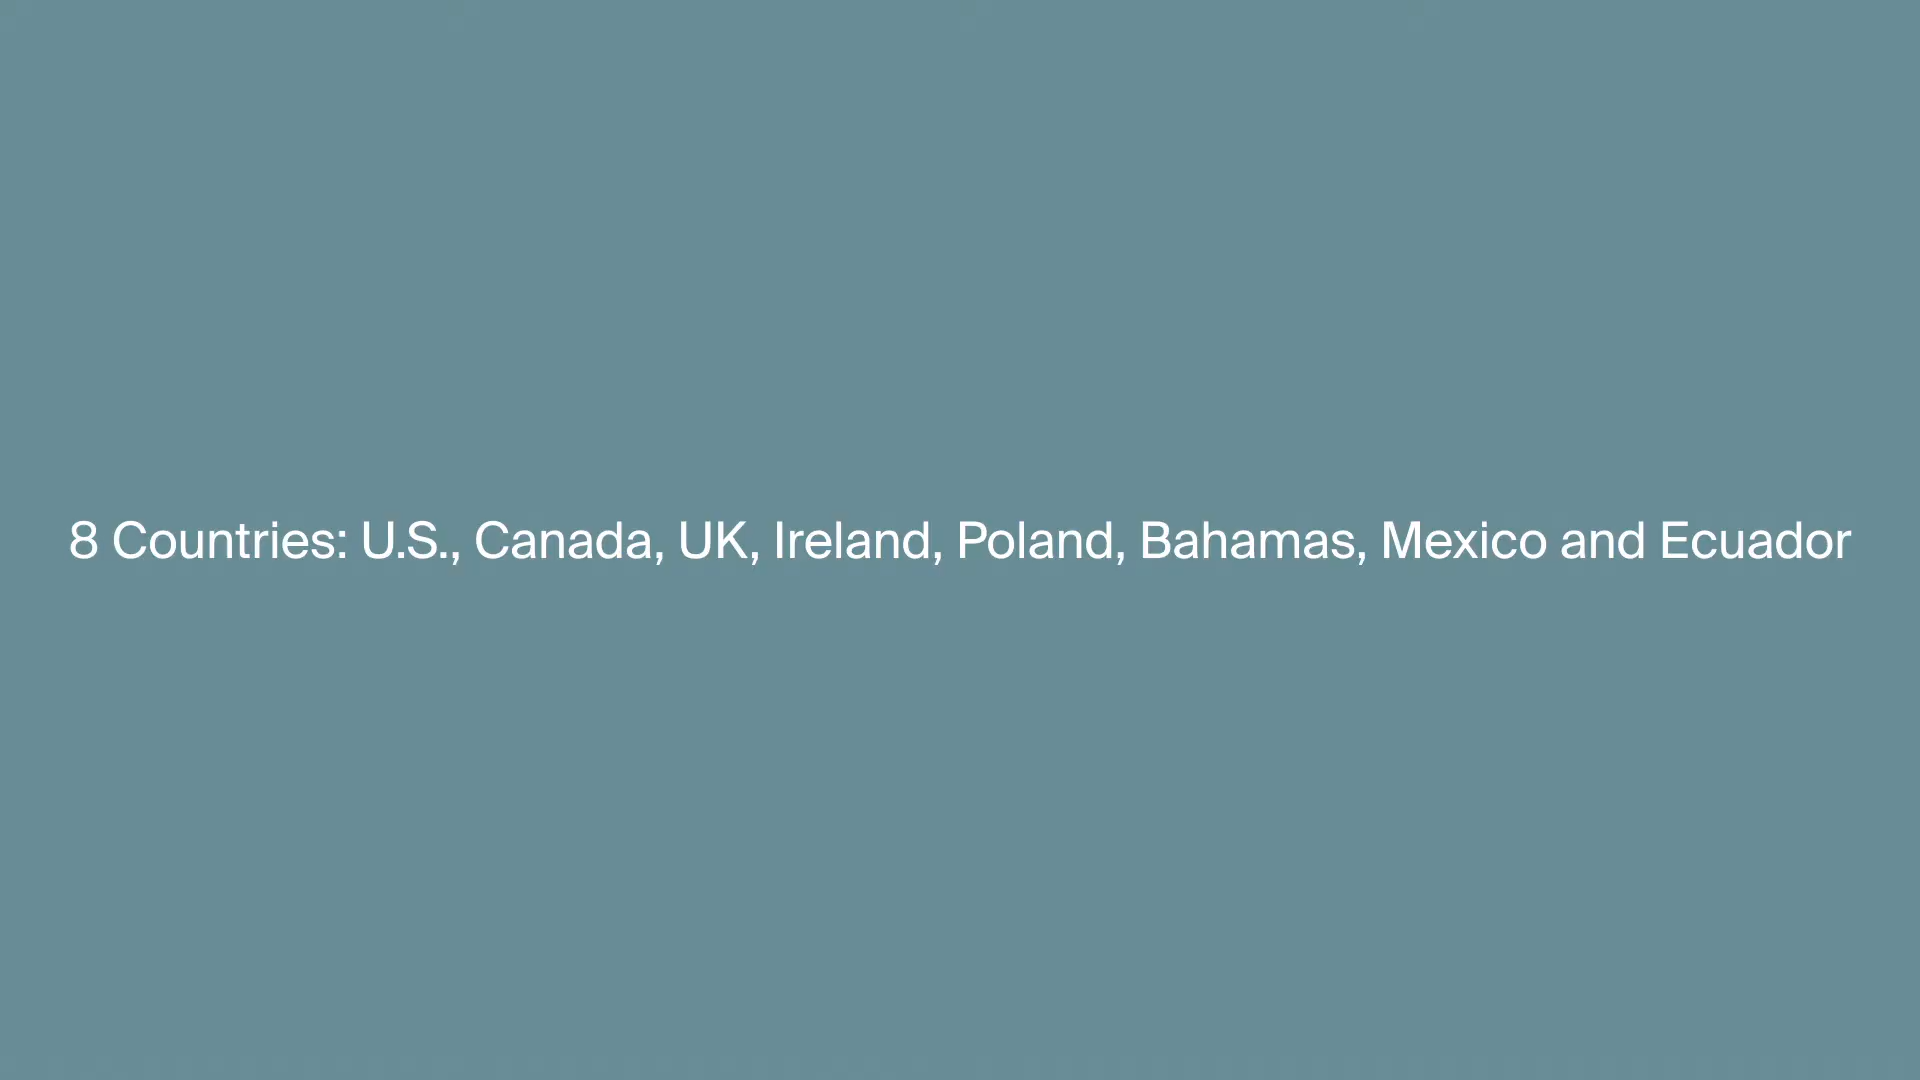 8 Countries: U.S., Canada, UK, Ireland, Poland, Bahamas, Mexico and Ecuador